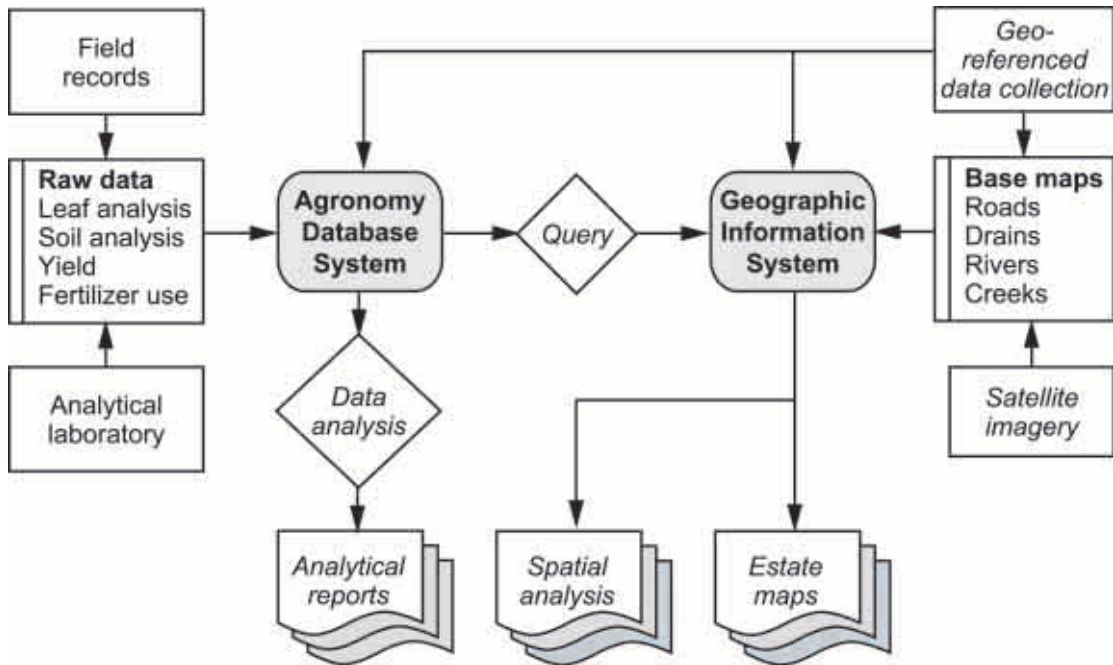 Field
records
Geo-
referenced
data collection
Raw data
Leaf analysis
Soil analysis
Yield
Fertilizer use
Agronomy
Database
System
Query
Geographic
Information
System
Base maps
Roads
Drains
Rivers
Creeks
Analytical
laboratory
Data
analysis
Satellite
imagery
Analytical
reports
Spatial
analysis
Estate
maps